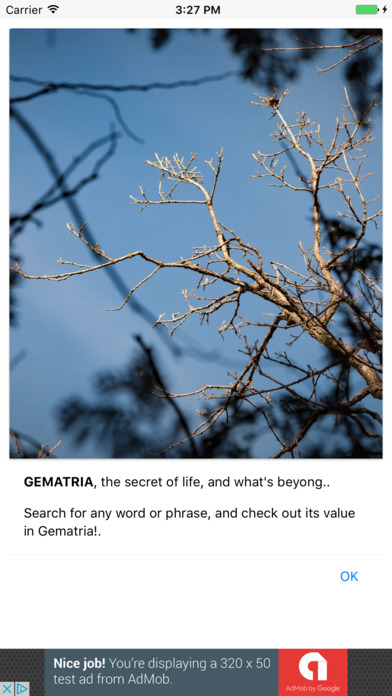 Carrier 3:27 PM
GEMATRIA, the secret of life, and what's beyong..
Search for any word or phrase, and check out its value
in Gematria!.
OK
Nice job! You're displaying a 320 x 50
test ad from AdMob.
AdMob by Google